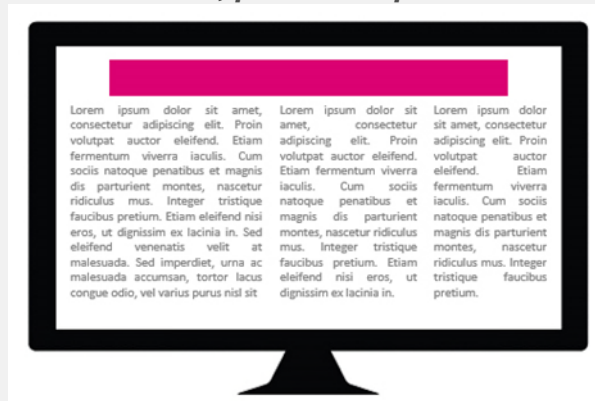 Lorem ipsum dolor sit amet,
consectetur adipiscing elit. Proin
volutpat auctor eleifend. Etiam
fermentum viverra iaculis. Cum
sociis natoque penatibus et magnis
dis parturient montes, nascetur
ridiculus mus. Integer tristique
faucibus pretium. Etiam eleifend nisi
eros, ut dignissim ex lacinia in. Sed
eleifend venenatis velit at
malesuada. Sed imperdiet, urna ac
malesuada accumsan, tortor lacus
congue odio, vel varius purus nisl sit
Lorem ipsum dolor sit
amet, consectetur
adipiscing elit. Proin
volutpat auctor eleifend.
Etiam fermentum viverra
iaculis. Cum sociis
natoque penatibus et
magnis dis parturient
montes, nascetur ridiculus
mus. Integer tristique
faucibus pretium. Etiam
eleifend nisi eros, ut
dignissim ex lacinia in.
Lorem ipsum dolor
sit amet, consectetur
adipiscing elit. Proin
volutpat auctor
eleifend. Etiam
fermentum viverra
iaculis. Cum sociis
natoque penatibus et
magnis dis parturient
montes, nascetur
ridiculus mus. Integer
tristique faucibus
pretium.